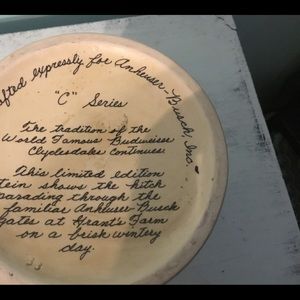 afted expressly for Anheuser-Busch, Inc.
"C" Series
The tradition of the
World Famous Budweiser
Clydesdales Continues.
This limited edition
tein shows the hitch
parading through the
familiar Anheuser-Busch
Gates at Grant's Farm
on a brisk wintery
day.